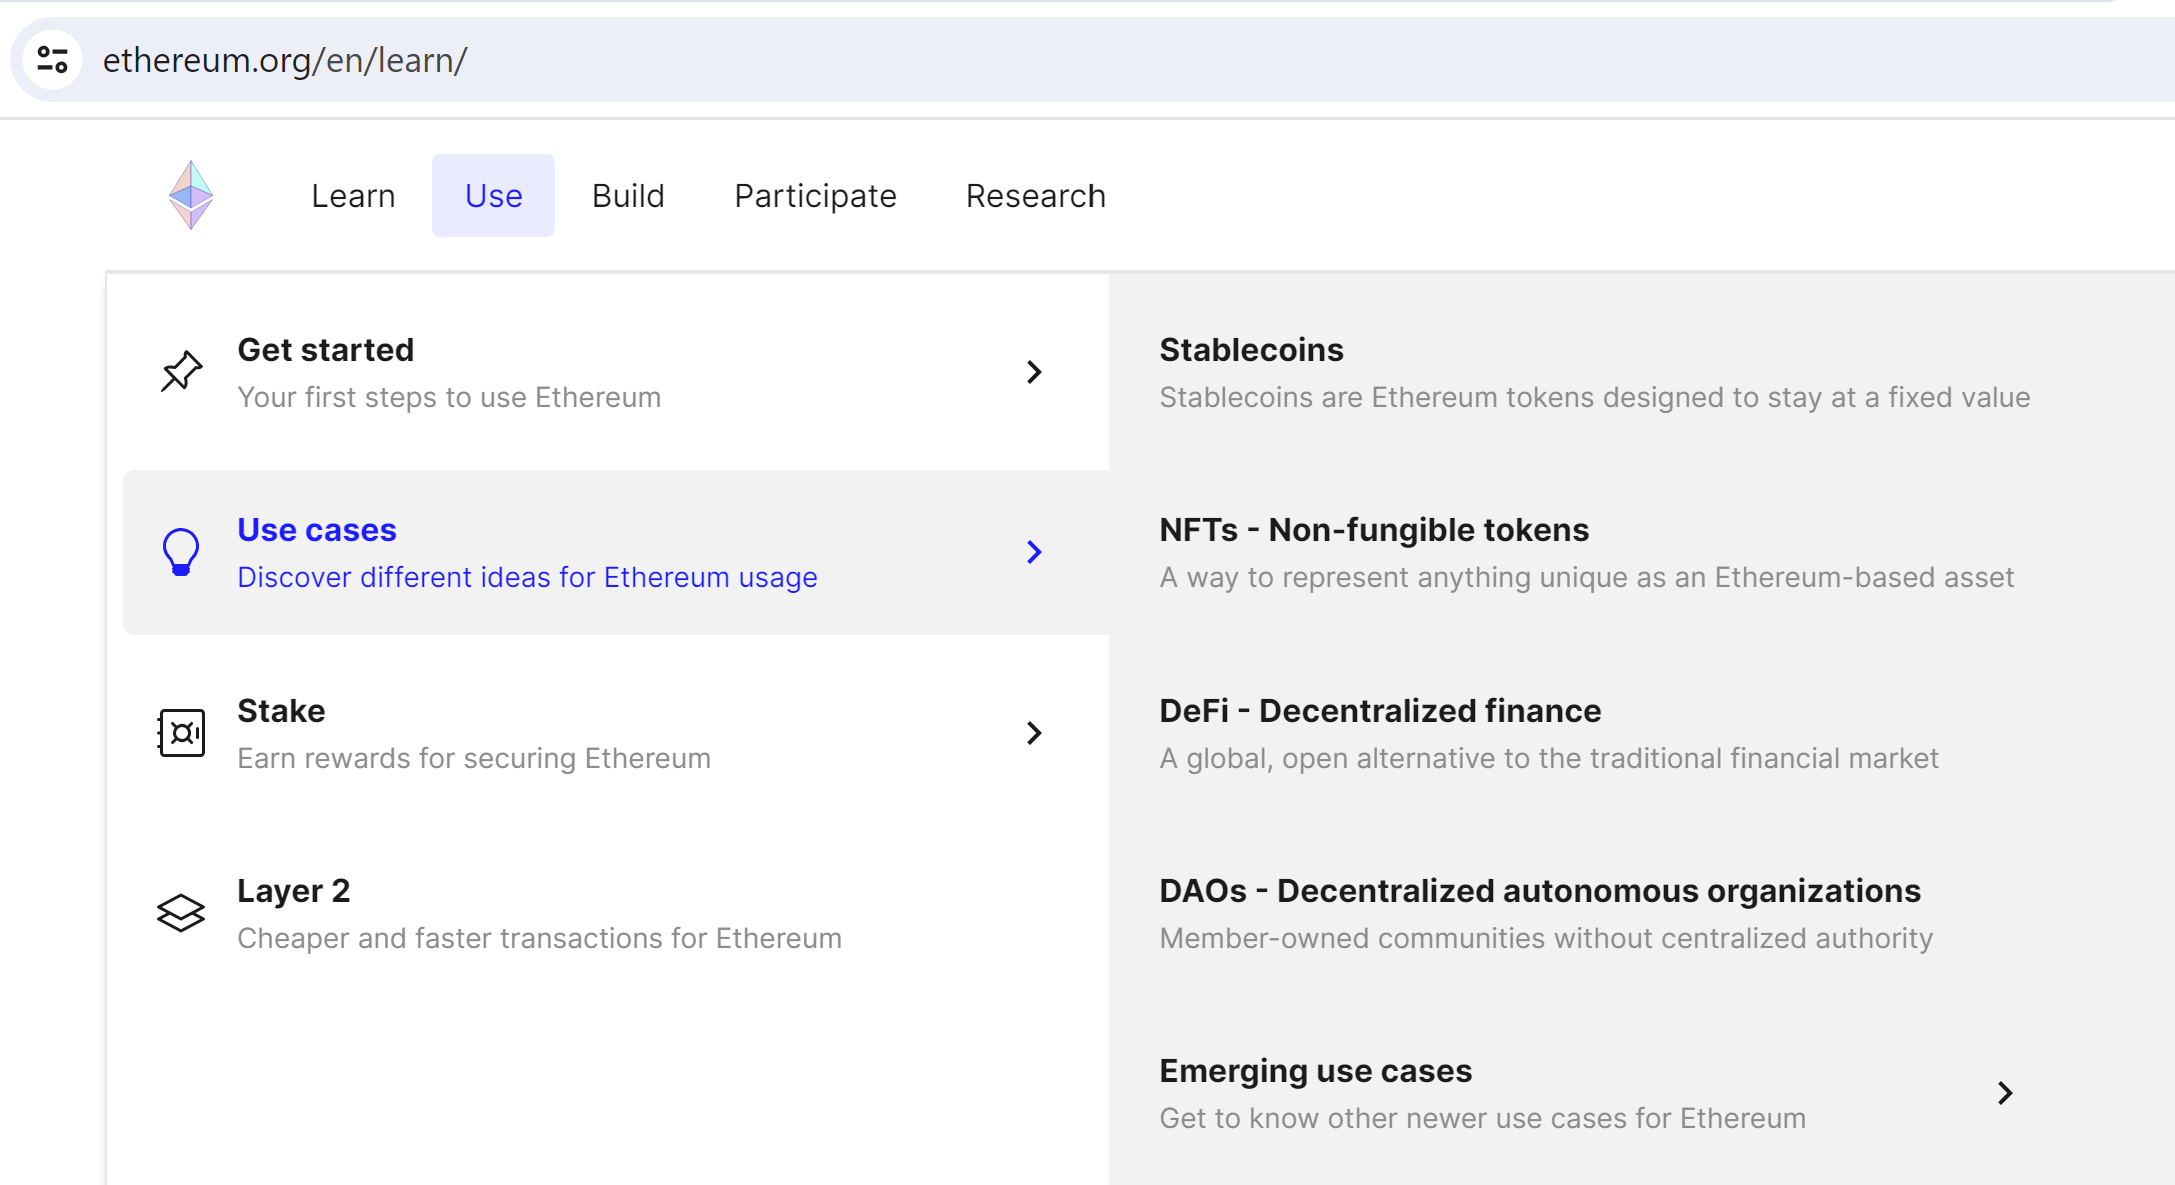 ethereum.org/en/learn/
Learn Use Build Participate Research
Get started
Your first steps to use Ethereum
Use cases
Discover different ideas for Ethereum usage
Stake
Earn rewards for securing Ethereum
Layer 2
Cheaper and faster transactions for Ethereum
Stablecoins
Stablecoins are Ethereum tokens designed to stay at a fixed value
NFTs - Non-fungible tokens
A way to represent anything unique as an Ethereum-based asset
DeFi - Decentralized finance
A global, open alternative to the traditional financial market
DAOs - Decentralized autonomous organizations
Member-owned communities without centralized authority
Emerging use cases
Get to know other newer use cases for Ethereum